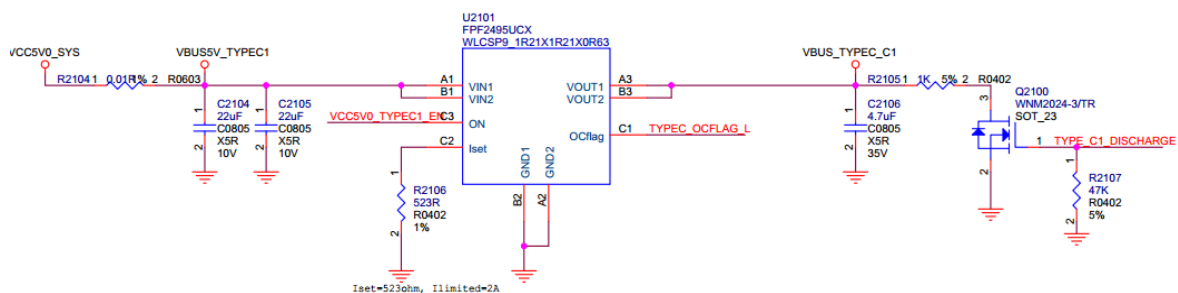 U2101
FPF2495UCX
WLCSP9_1R21X1R21X0R63
VCC5V0_SYS
VBUS5V_TYPEC1
VBUS_TYPEC_C1
R2104 1 0.01R 1% 2 R0603
A1
VIN1
B1
VIN2
VOUT1
A3
VOUT2
B3
R2105 1 1K 5% 2 R0402
Q2100
WNM2024-3/TR
SOT_23
3
1
2
C2104
22uF
C0805
X5R
10V
1
2
C2105
22uF
C0805
X5R
10V
1
2
VCC5V0_TYPEC1_EN
C3
ON
OCflag
C1
TYPEC_OCFLAG_L
C2
Iset
GND1
GND2
B2
A2
1
2
C2106
4.7uF
C0805
X5R
35V
TYPE_C1_DISCHARGE
1
R2106
523R
R0402
1%
2
1
R2107
47K
R0402
5%
2
Iset=523ohm, Ilimited=2A